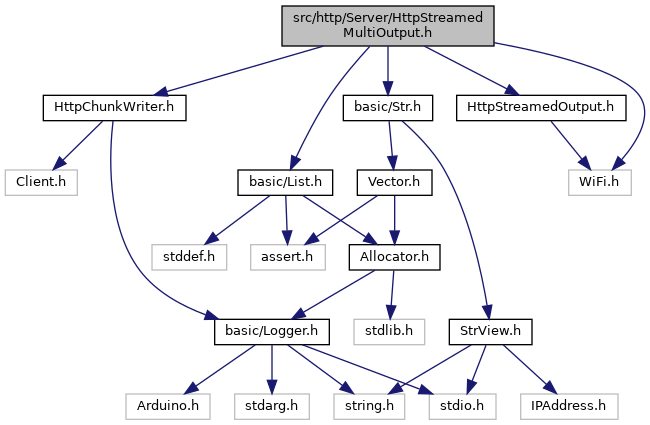 src/http/Server/HttpStreamed
MultiOutput.h
HttpChunkWriter.h
basic/Str.h
HttpStreamedOutput.h
Client.h
basic/List.h
Vector.h
WiFi.h
stddef.h
assert.h
Allocator.h
basic/Logger.h
stdlib.h
StrView.h
Arduino.h
stdarg.h
string.h
stdio.h
IPAddress.h